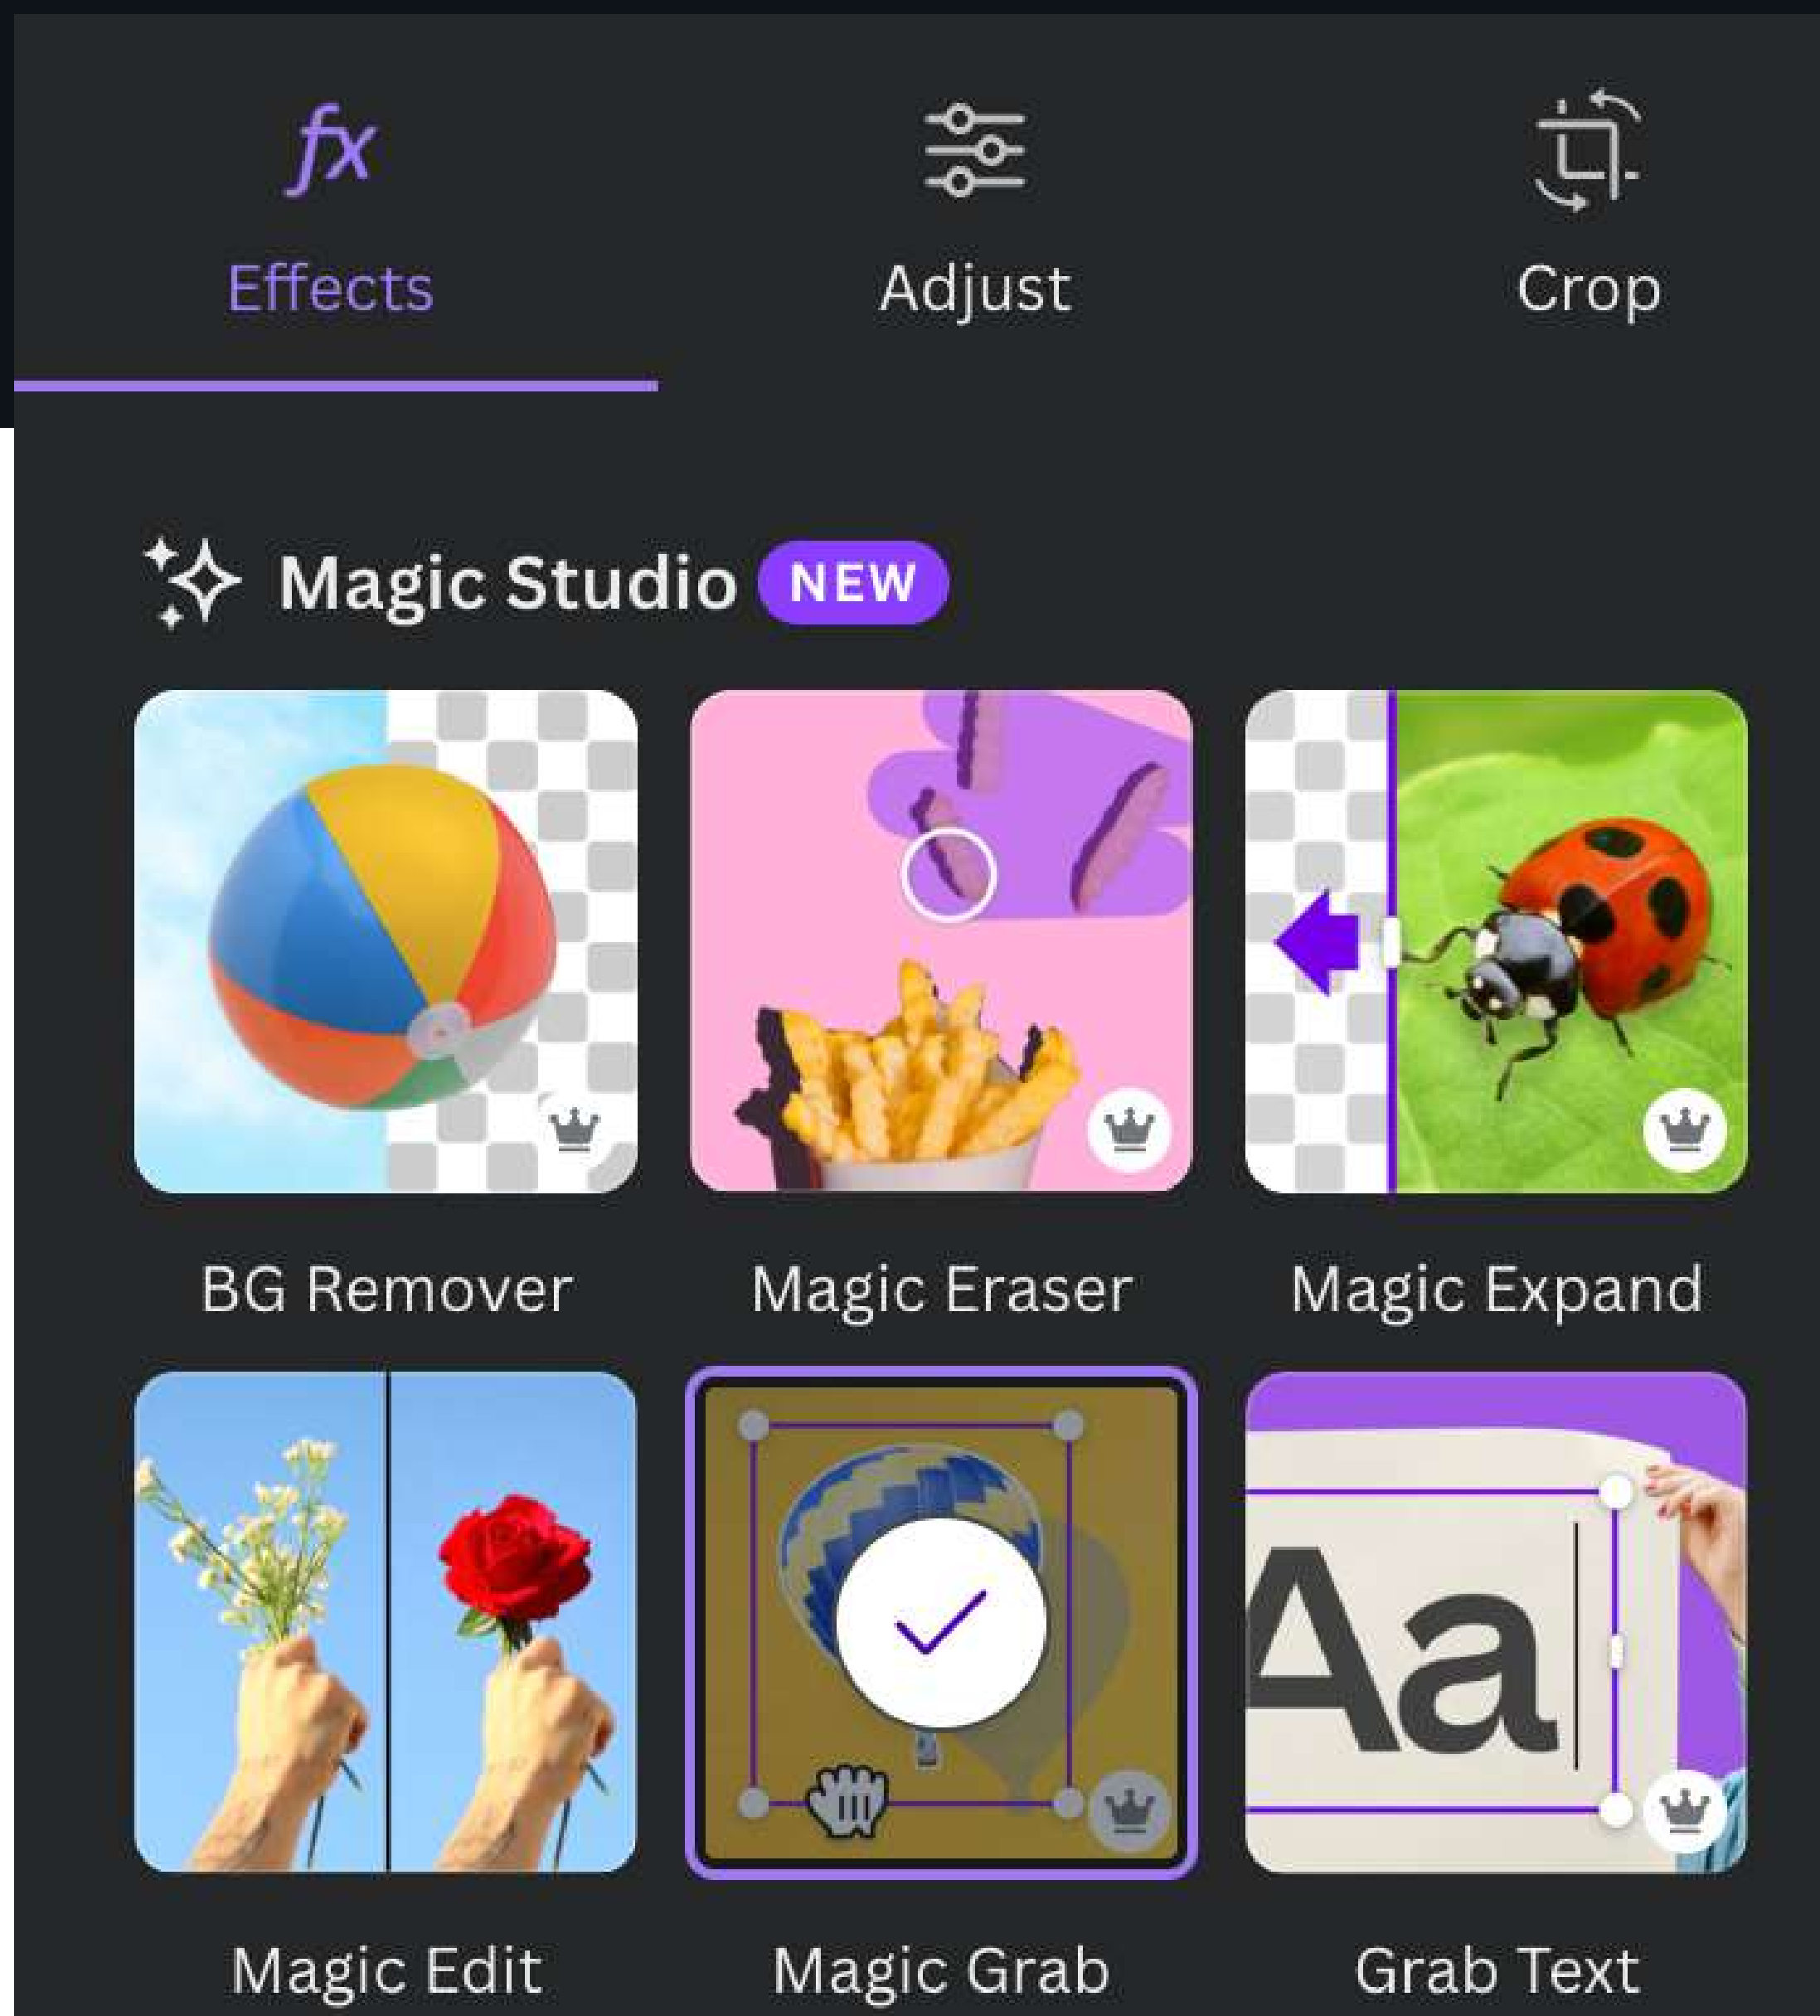 fx
Effects
Adjust
Crop
Magic Studio NEW
BG Remover
Magic Eraser
Magic Expand
Aa
Magic Edit
Magic Grab
Grab Text